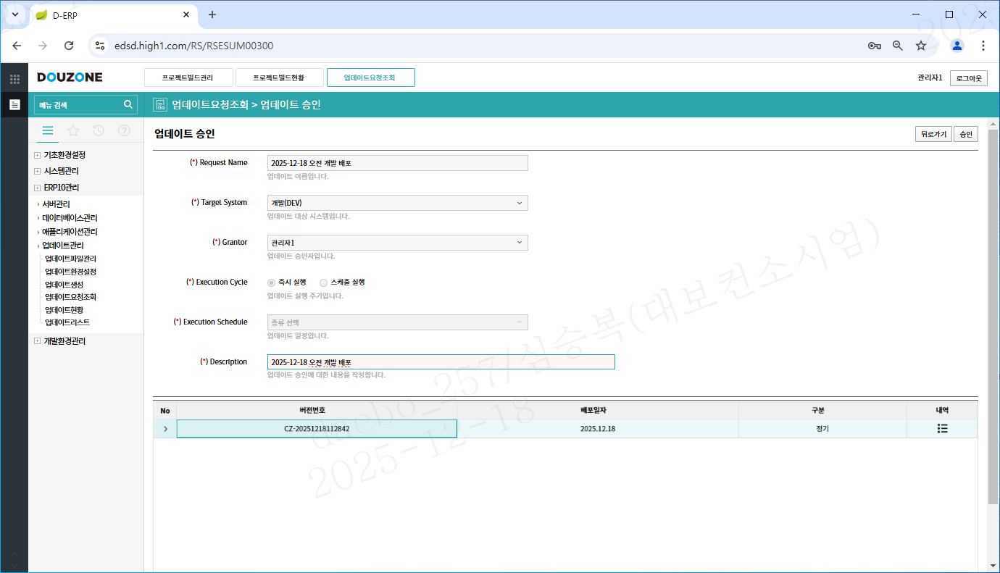 D-ERP
edsd.high1.com/RS/RSESUM00300
DOUZONE
프로젝트빌드관리
프로젝트빌드현황
업데이트요청조회
관리자1
로그아웃
메뉴 검색
업데이트요청조회 > 업데이트 승인
기초환경설정
시스템관리
ERP10관리
서버관리
데이터베이스관리
애플리케이션관리
업데이트관리
업데이트파일관리
업데이트환경설정
업데이트생성
업데이트요청조회
업데이트현황
업데이트리스트
개발환경관리
업데이트 승인
뒤로가기
승인
(*) Request Name
2025-12-18 오전 개발 배포
업데이트 이름입니다.
(*) Target System
개발(DEV)
업데이트 대상 시스템입니다.
(*) Grantor
관리자1
업데이트 승인자입니다.
(*) Execution Cycle
즉시 실행
스케줄 실행
업데이트 실행 주기입니다.
(*) Execution Schedule
종류 선택
업데이트 일정입니다.
(*) Description
2025-12-18 오전 개발 배포
업데이트 승인에 대한 내용을 작성합니다.
No
버전번호
배포일자
구분
내역
CZ-20251218112842
2025.12.18
정기
daebo_257/심승복(대보컨소시엄)
2025-12-18